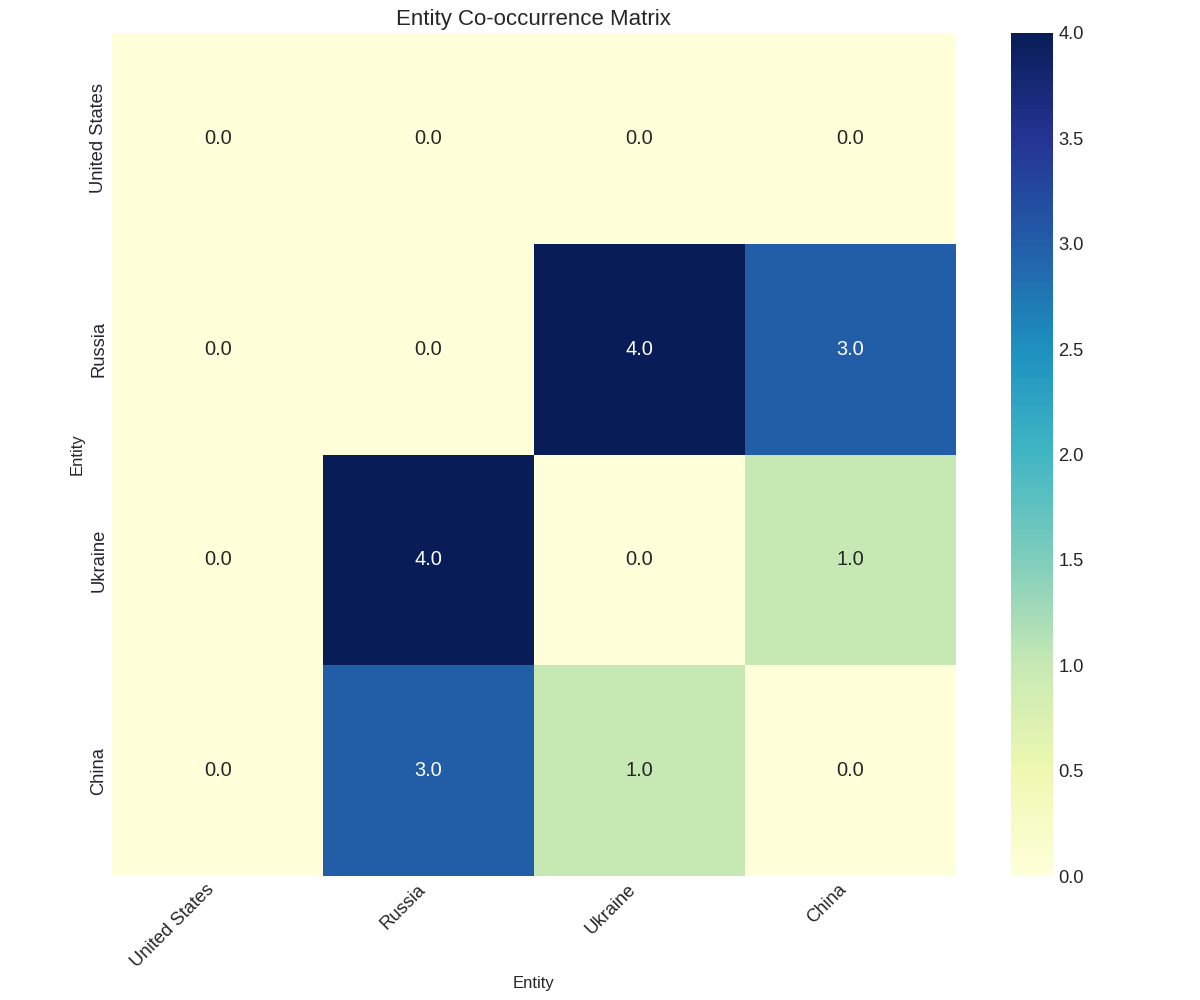 Entity Co-occurrence Matrix
United States 0.0 0.0 0.0 0.0
Russia 0.0 0.0 4.0 3.0
Ukraine 0.0 4.0 0.0 1.0
China 0.0 3.0 1.0 0.0
Entity
United States Russia Ukraine China
Entity
4.0
3.5
3.0
2.5
2.0
1.5
1.0
0.5
0.0